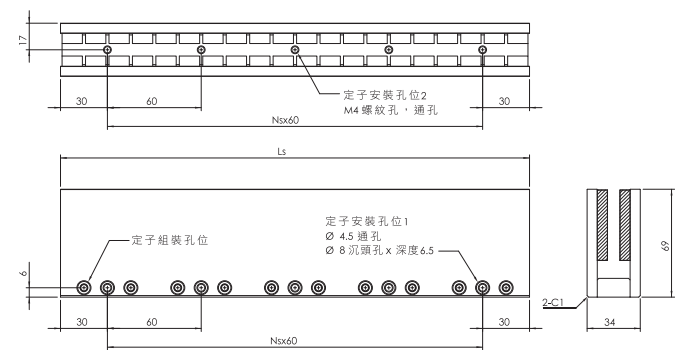 17
30
60
30
定子安裝孔位2
M4 螺紋孔，通孔
Nsx60
Ls
定子組裝孔位
定子安裝孔位1
Ø 4.5 通孔
Ø 8 沉頭孔 x 深度6.5
6
69
2-C1
30
60
30
34
Nsx60